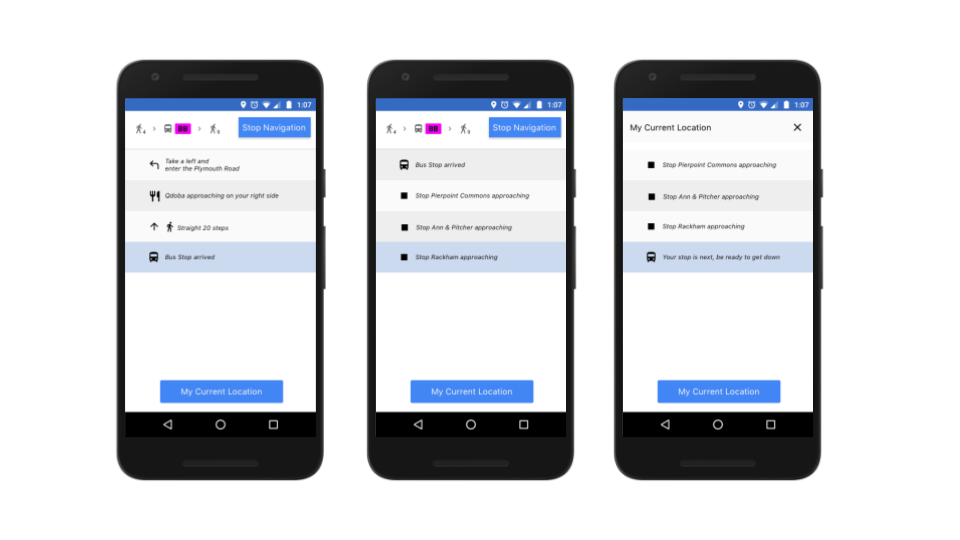 1:07
4 > BB > 3 Stop Navigation
Take a left and
enter the Plymouth Road
Qdoba approaching on your right side
Straight 20 steps
Bus Stop arrived
My Current Location
1:07
4 > BB > 3 Stop Navigation
Bus Stop arrived
Stop Pierpoint Commons approaching
Stop Ann & Pitcher approaching
Stop Rackham approaching
My Current Location
1:07
My Current Location
Stop Pierpoint Commons approaching
Stop Ann & Pitcher approaching
Stop Rackham approaching
Your stop is next, be ready to get down
My Current Location